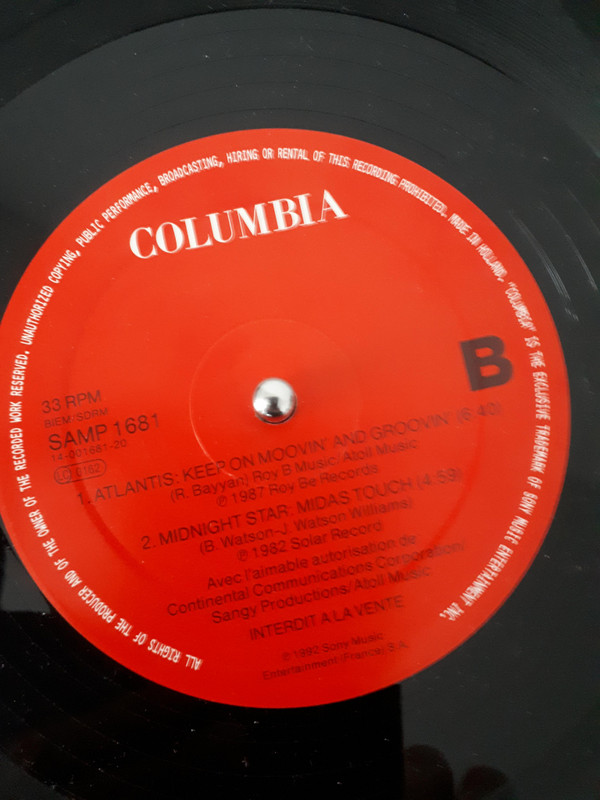 ALL RIGHTS OF THE PRODUCER AND OF THE OWNER OF THE RECORDED WORK RESERVED. UNAUTHORIZED COPYING, PUBLIC PERFORMANCE, BROADCASTING, HIRING OR RENTAL OF THIS RECORDING PROHIBITED. MADE IN HOLLAND. "COLUMBIA" IS THE EXCLUSIVE TRADEMARK OF SONY MUSIC ENTERTAINMENT INC.
COLUMBIA
B
33 RPM
BIEM/SDRM
SAMP 1681
14-001681-20
LC 0162
1. ATLANTIS: KEEP ON MOOVIN' AND GROOVIN' (6:40)
(R. Bayyan) Roy B Music/Atoll Music
℗ 1987 Roy Be Records
2. MIDNIGHT STAR: MIDAS TOUCH (4:59)
(B. Watson-J. Watson Williams)
℗ 1982 Solar Record
Avec l'aimable autorisation de
Continental Communications Corporation/
Sangy Productions/Atoll Music
INTERDIT A LA VENTE
© 1992 Sony Music
Entertainment (France) S.A.